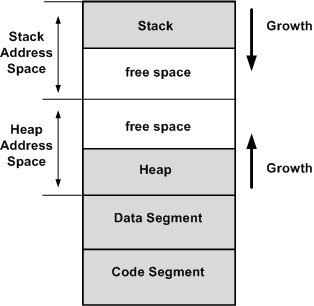 Stack
Address
Space
Heap
Address
Space
Stack
free space
free space
Heap
Data Segment
Code Segment
Growth
Growth